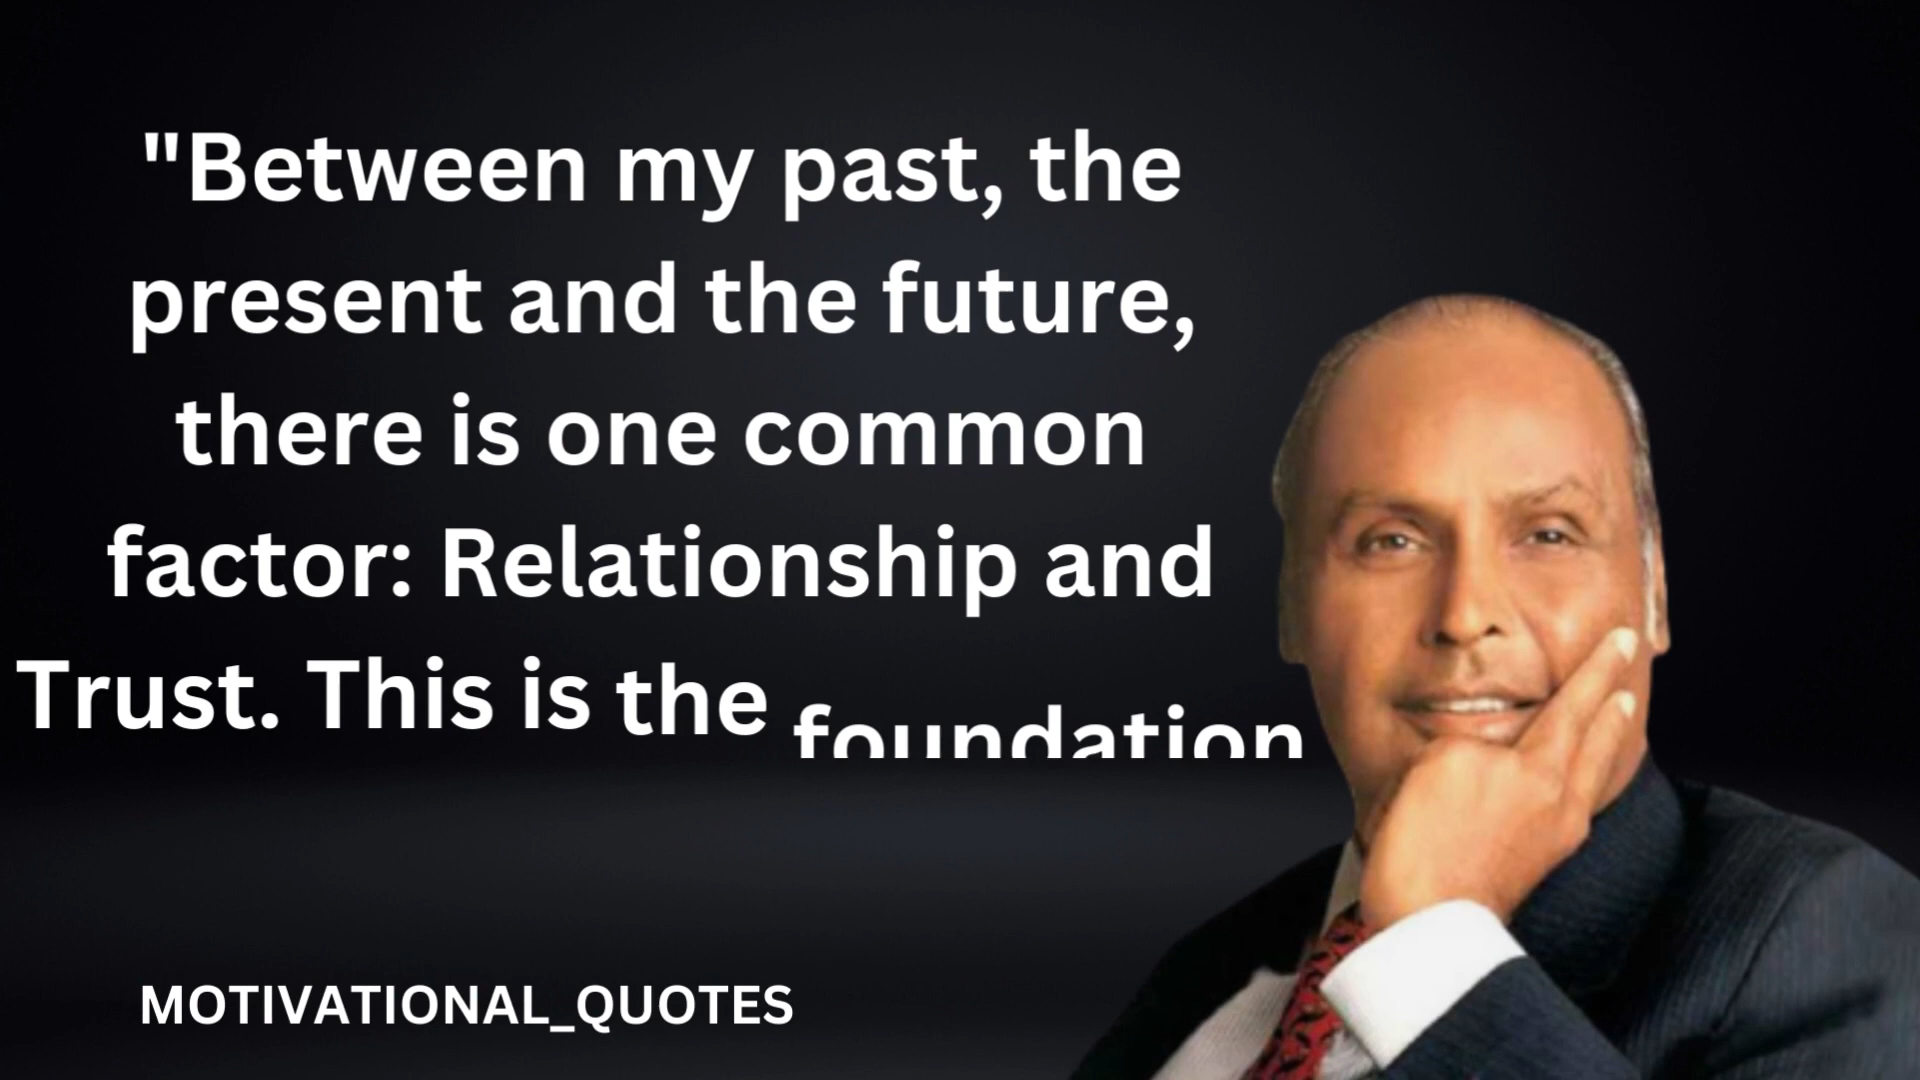 "Between my past, the
present and the future,
there is one common
factor: Relationship and
Trust. This is the foundation
MOTIVATIONAL_QUOTES